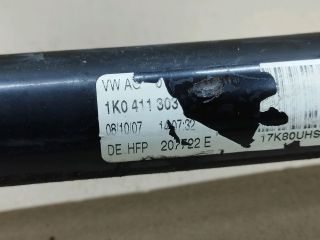 VW AG
1K0 411 303
08/10/07 14:07:32
DE HFP 207722 E
17K80UHS